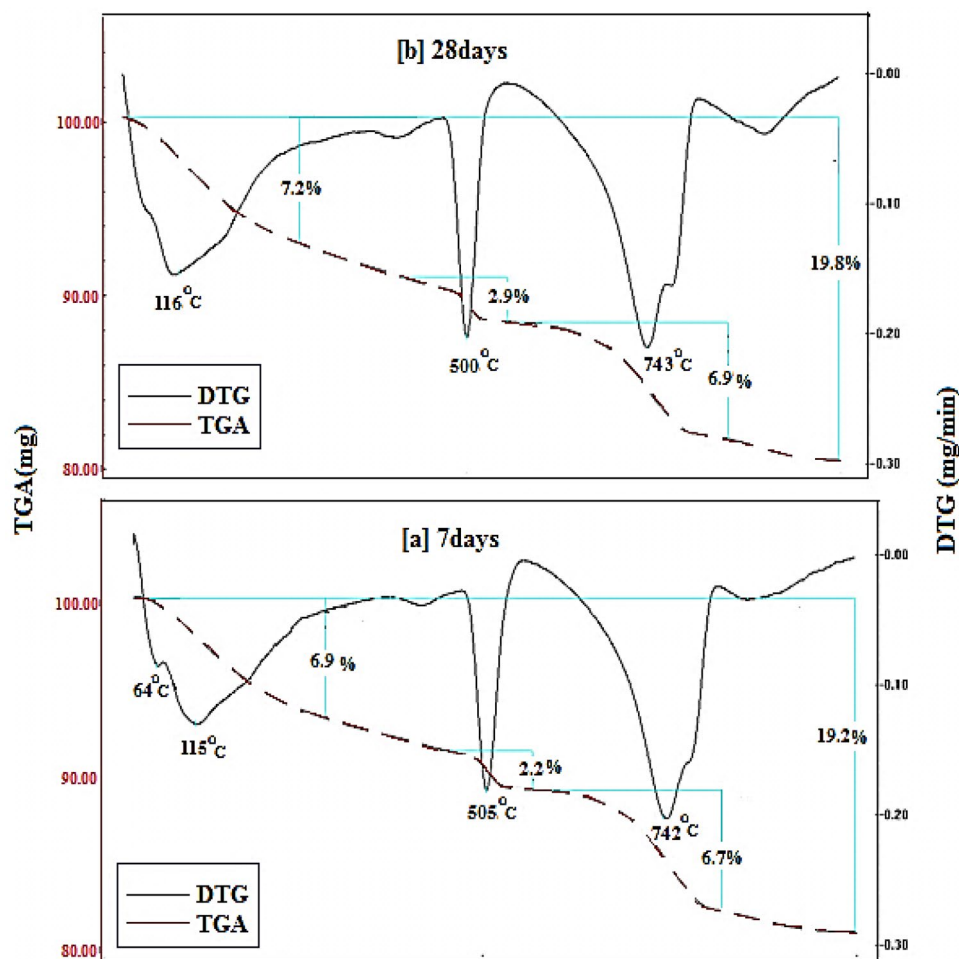 [b] 28days
100.00
90.00
80.00
-0.00
-0.10
-0.20
-0.30
7.2%
2.9%
6.9%
19.8%
116°C
500°C
743°C
DTG
TGA
TGA(mg)
DTG (mg/min)
[a] 7days
100.00
90.00
80.00
-0.00
-0.10
-0.20
-0.30
6.9%
2.2%
6.7%
19.2%
64°C
115°C
505°C
742°C
DTG
TGA